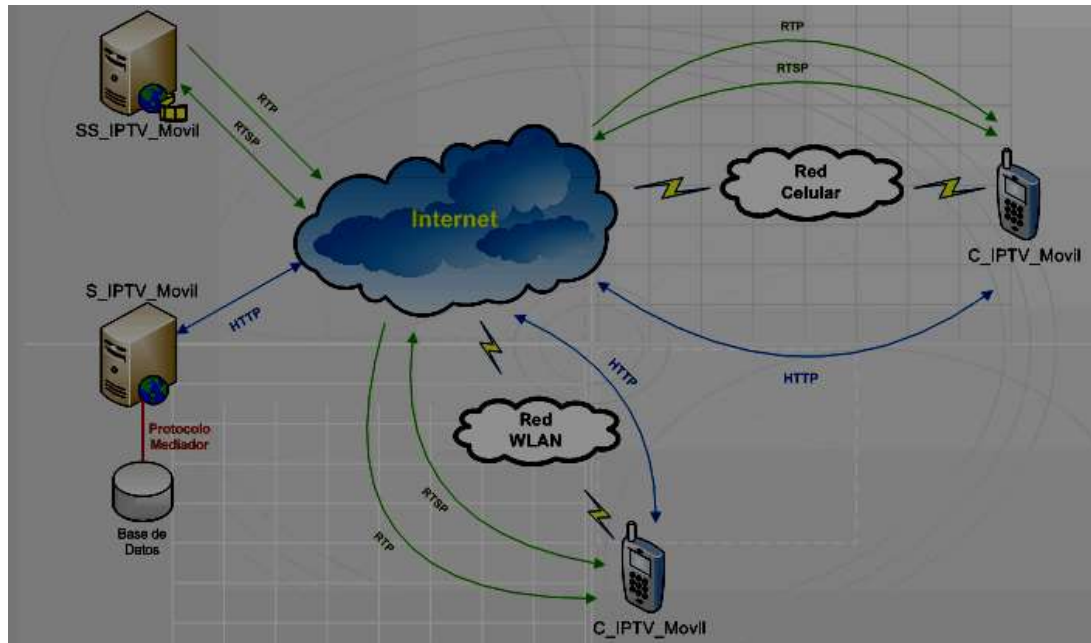 RTP
RTSP
RTP
RTSP
SS_IPTV_Movil
Red
Celular
Internet
C_IPTV_Movil
S_IPTV_Movil
HTTP
HTTP
HTTP
Protocolo
Mediador
Red
WLAN
RTSP
RTP
Base de
Datos
C_IPTV_Movil